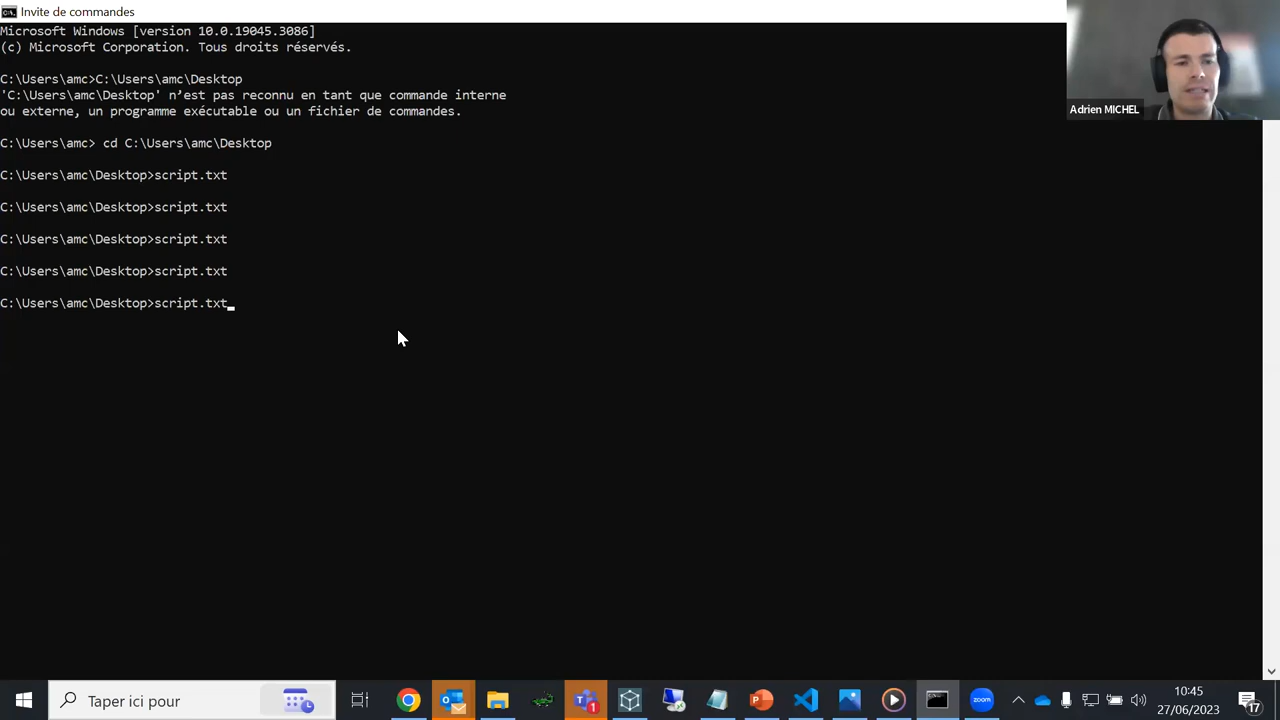 Invite de commandes
Microsoft Windows [version 10.0.19045.3086]
(c) Microsoft Corporation. Tous droits réservés.
C:\Users\amc>C:\Users\amc\Desktop
'C:\Users\amc\Desktop' n’est pas reconnu en tant que commande interne
ou externe, un programme exécutable ou un fichier de commandes.
C:\Users\amc> cd C:\Users\amc\Desktop
C:\Users\amc\Desktop>script.txt
C:\Users\amc\Desktop>script.txt
C:\Users\amc\Desktop>script.txt
C:\Users\amc\Desktop>script.txt
C:\Users\amc\Desktop>script.txt
Adrien MICHEL
Taper ici pour
1
zoom
10:45
27/06/2023
17